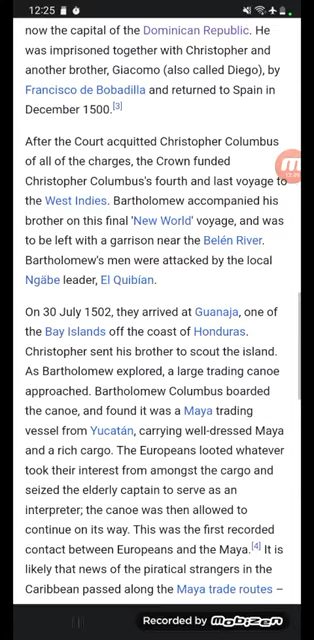 12:25
now the capital of the Dominican Republic. He
was imprisoned together with Christopher and
another brother, Giacomo (also called Diego), by
Francisco de Bobadilla and returned to Spain in
December 1500.[3]
After the Court acquitted Christopher Columbus
of all of the charges, the Crown funded
Christopher Columbus's fourth and last voyage to
the West Indies. Bartholomew accompanied his
brother on this final 'New World' voyage, and was
to be left with a garrison near the Belén River.
Bartholomew's men were attacked by the local
Ngäbe leader, El Quibían.
On 30 July 1502, they arrived at Guanaja, one of
the Bay Islands off the coast of Honduras.
Christopher sent his brother to scout the island.
As Bartholomew explored, a large trading canoe
approached. Bartholomew Columbus boarded
the canoe, and found it was a Maya trading
vessel from Yucatán, carrying well-dressed Maya
and a rich cargo. The Europeans looted whatever
took their interest from amongst the cargo and
seized the elderly captain to serve as an
interpreter; the canoe was then allowed to
continue on its way. This was the first recorded
contact between Europeans and the Maya.[4] It is
likely that news of the piratical strangers in the
Caribbean passed along the Maya trade routes –
Recorded by mobizen